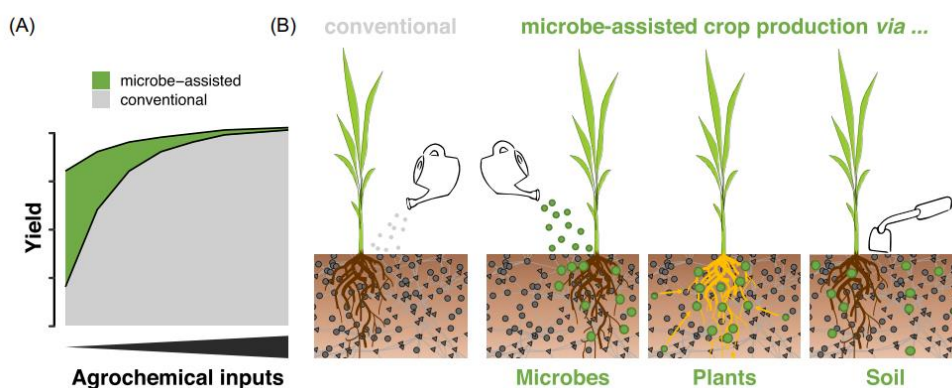 (A)
microbe−assisted
conventional
Yield
Agrochemical inputs
(B)
conventional
microbe-assisted crop production via ...
Microbes
Plants
Soil